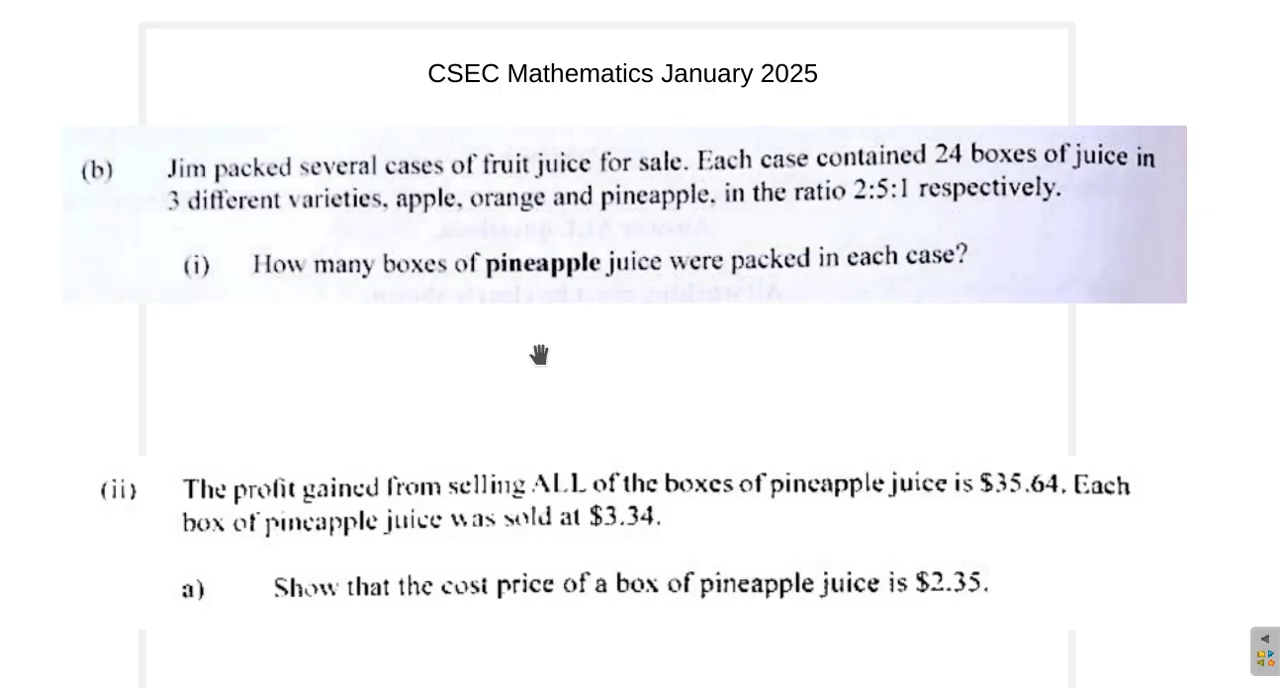 CSEC Mathematics January 2025
(b) Jim packed several cases of fruit juice for sale. Each case contained 24 boxes of juice in
3 different varieties, apple, orange and pineapple, in the ratio 2:5:1 respectively.
(i) How many boxes of pineapple juice were packed in each case?
(ii) The profit gained from selling ALL of the boxes of pineapple juice is $35.64. Each
box of pineapple juice was sold at $3.34.
a) Show that the cost price of a box of pineapple juice is $2.35.